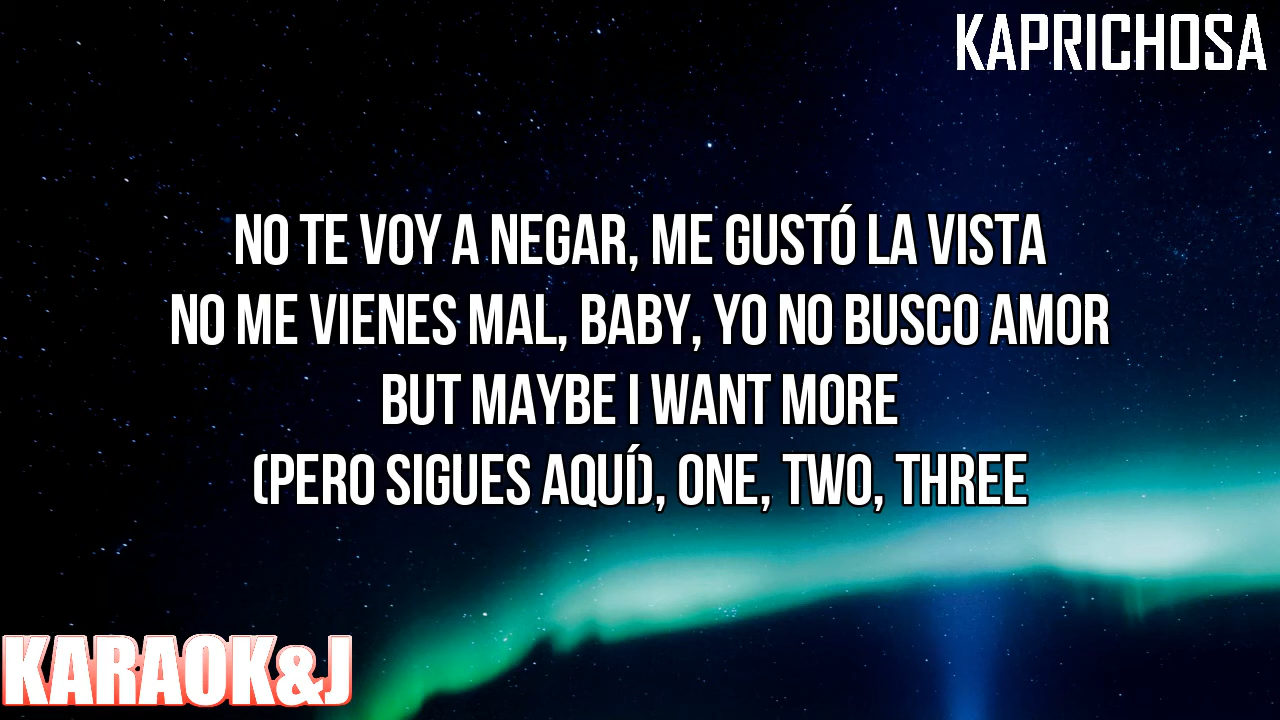 KAPRICHOSA
NO TE VOY A NEGAR, ME GUSTÓ LA VISTA
NO ME VIENES MAL, BABY, YO NO BUSCO AMOR
BUT MAYBE I WANT MORE
(PERO SIGUES AQUÍ), ONE, TWO, THREE
KARAOK&J